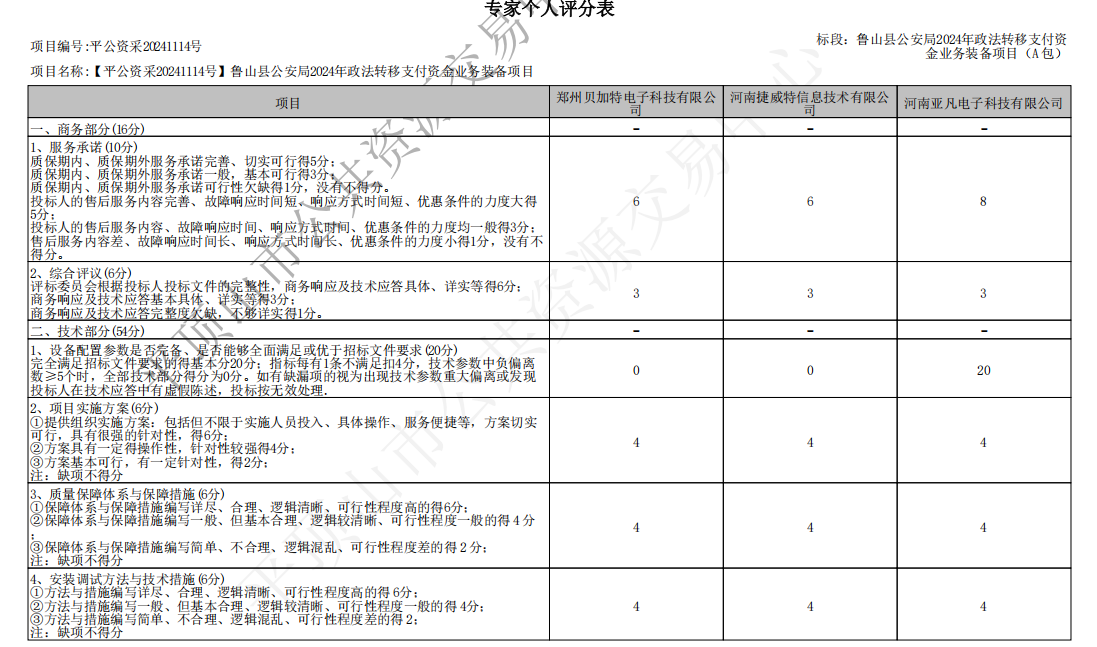 专家个人评分表
项目编号:平公资采20241114号
标段：鲁山县公安局2024年政法转移支付资
金业务装备项目（A包）
项目名称:【平公资采20241114号】鲁山县公安局2024年政法转移支付资金业务装备项目
项目
郑州贝加特电子科技有限公
司
河南捷威特信息技术有限公
司
河南亚凡电子科技有限公司
一、商务部分(16分)
-
-
-
1、服务承诺(10分)
质保期内、质保期外服务承诺完善、切实可行得5分；
质保期内、质保期外服务承诺一般，基本可行得3分；
质保期内、质保期外服务承诺可行性欠缺得1分，没有不得分。
投标人的售后服务内容完善、故障响应时间短、响应方式时间短、优惠条件的力度大得
5分；
投标人的售后服务内容、故障响应时间、响应方式时间、优惠条件的力度均一般得3分；
售后服务内容差、故障响应时间长、响应方式时间长、优惠条件的力度小得1分，没有不
得分。
6
6
8
2、综合评议(6分)
评标委员会根据投标人投标文件的完整性，商务响应及技术应答具体、详实等得6分；
商务响应及技术应答基本具体、详实等得3分；
商务响应及技术应答完整度欠缺，不够详实得1分。
3
3
3
二、技术部分(54分)
-
-
-
1、设备配置参数是否完备、是否能够全面满足或优于招标文件要求(20分)
完全满足招标文件要求的得基本分20分；指标每有1条不满足扣4分，技术参数中负偏离
数≥5个时，全部技术部分得分为0分。如有缺漏项的视为出现技术参数重大偏离或发现
投标人在技术应答中有虚假陈述，投标按无效处理.
0
0
20
2、项目实施方案(6分)
①提供组织实施方案：包括但不限于实施人员投入、具体操作、服务便捷等，方案切实
可行，具有很强的针对性，得6分；
②方案具有一定得操作性，针对性较强得4分；
③方案基本可行，有一定针对性，得2分；
注：缺项不得分
4
4
4
3、质量保障体系与保障措施(6分)
①保障体系与保障措施编写详尽、合理、逻辑清晰、可行性程度高的得6分；
②保障体系与保障措施编写一般、但基本合理、逻辑较清晰、可行性程度一般的得 4 分
；
③保障体系与保障措施编写简单、不合理、逻辑混乱、可行性程度差的得 2 分；
注：缺项不得分
4
4
4
4、安装调试方法与技术措施(6分)
①方法与措施编写详尽、合理、逻辑清晰、可行性程度高的得 6分；
②方法与措施编写一般、但基本合理、逻辑较清晰、可行性程度一般的得 4分；
③方法与措施编写简单、不合理、逻辑混乱、可行性程度差的得 2；
注：缺项不得分
4
4
4
平顶山市公共资源交易中心
平顶山市公共资源交易中心